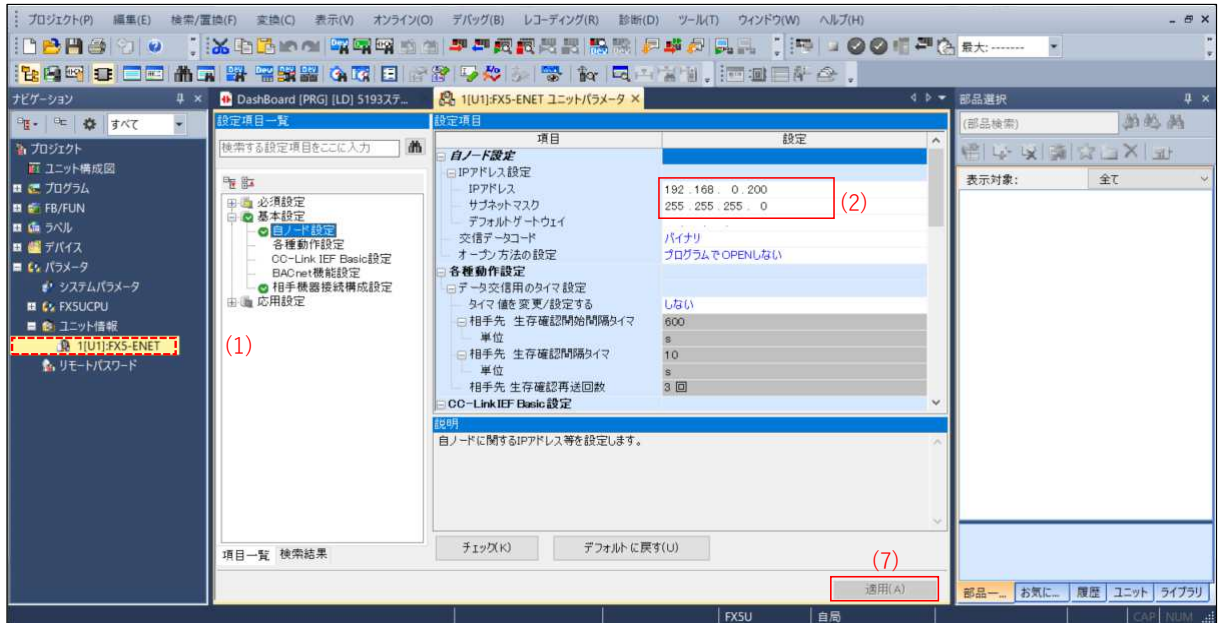 プロジェクト(P) 編集(E) 検索/置換(F) 変換(C) 表示(V) オンライン(O) デバッグ(B) レコーディング(R) 診断(D) ツール(T) ウィンドウ(W) ヘルプ(H)
最大: -------
ナビゲーション
すべて
プロジェクト
ユニット構成図
プログラム
FB/FUN
ラベル
デバイス
パラメータ
システムパラメータ
FX5UCPU
ユニット情報
1[U1]:FX5-ENET
リモートパスワード
(1)
DashBoard [PRG] [LD] 5193ステ...
1[U1]:FX5-ENET ユニットパラメータ
設定項目一覧
検索する設定項目をここに入力
必須設定
基本設定
自ノード設定
各種動作設定
CC-Link IEF Basic設定
BACnet機能設定
相手機器接続構成設定
応用設定
項目一覧 検索結果
設定項目
項目 設定
自ノード設定
IPアドレス設定
IPアドレス 192 . 168 . 0 . 200
サブネットマスク 255 . 255 . 255 . 0
(2)
デフォルトゲートウェイ . . .
交信データコード バイナリ
オープン方法の設定 プログラムでOPENしない
各種動作設定
データ交信用のタイマ設定
タイマ値を変更/設定する しない
相手先 生存確認開始間隔タイマ 600
単位 s
相手先 生存確認間隔タイマ 10
単位 s
相手先 生存確認再送回数 3 回
CC-Link IEF Basic 設定
説明
自ノードに関するIPアドレス等を設定します。
チェック(K) デフォルトに戻す(U)
(7)
適用(A)
部品選択
(部品検索)
表示対象: 全て
部品一... お気に... 履歴 ユニット ライブラリ
FX5U 自局 CAP NUM